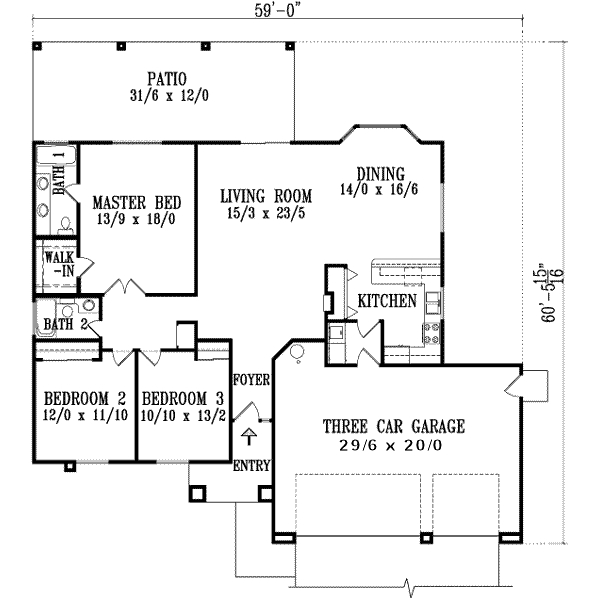 59'-0"
PATIO
31/6 x 12/0
BATH 1
MASTER BED
13/9 x 18/0
LIVING ROOM
15/3 x 23/5
DINING
14/0 x 16/6
WALK
-IN
KITCHEN
60'-5 15/16"
BATH 2
BEDROOM 2
12/0 x 11/10
BEDROOM 3
10/10 x 13/2
FOYER
ENTRY
THREE CAR GARAGE
29/6 x 20/0